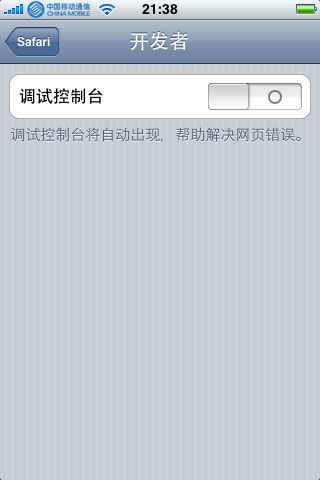 中国移动通信
CHINA MOBILE
21:38
Safari
开发者
调试控制台
调试控制台将自动出现，帮助解决网页错误。